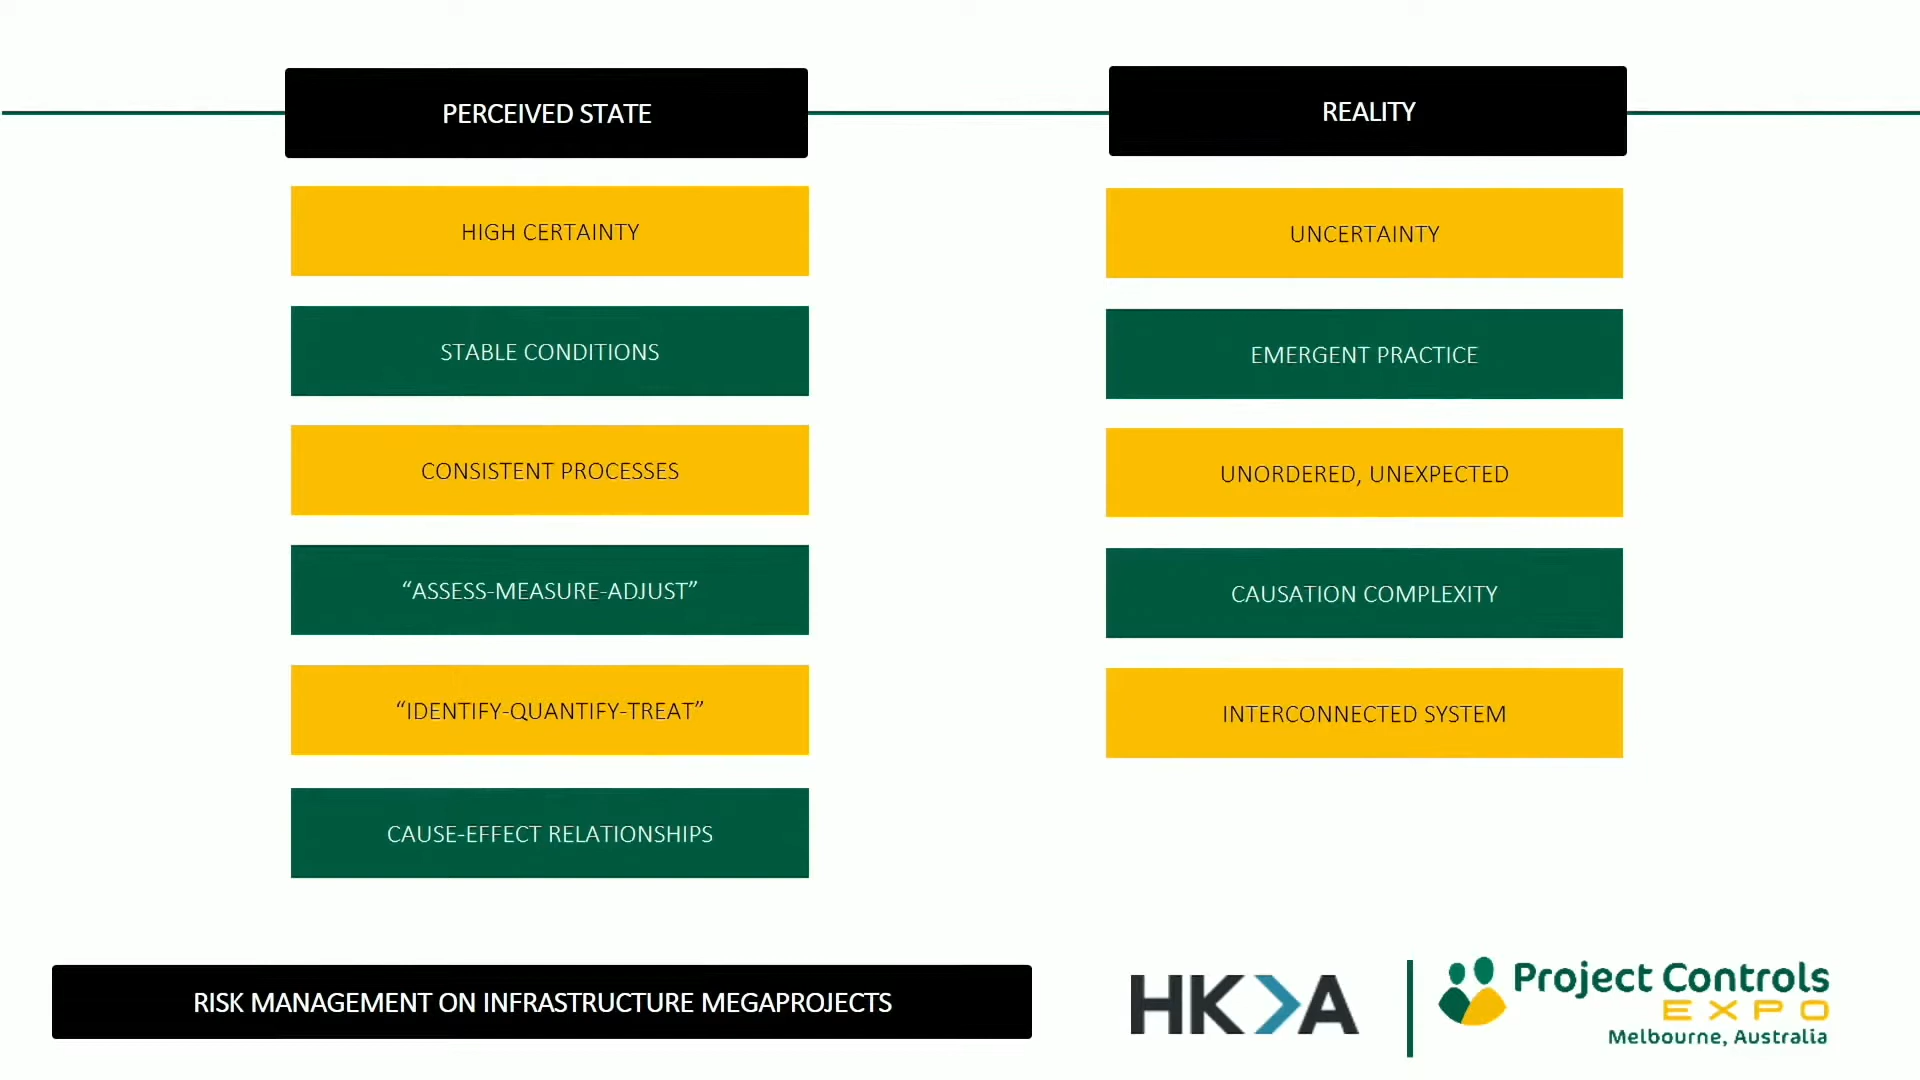 PERCEIVED STATE
HIGH CERTAINTY
STABLE CONDITIONS
CONSISTENT PROCESSES
“ASSESS-MEASURE-ADJUST”
“IDENTIFY-QUANTIFY-TREAT”
CAUSE-EFFECT RELATIONSHIPS
REALITY
UNCERTAINTY
EMERGENT PRACTICE
UNORDERED, UNEXPECTED
CAUSATION COMPLEXITY
INTERCONNECTED SYSTEM
RISK MANAGEMENT ON INFRASTRUCTURE MEGAPROJECTS
HKA
Project Controls
EXPO
Melbourne, Australia